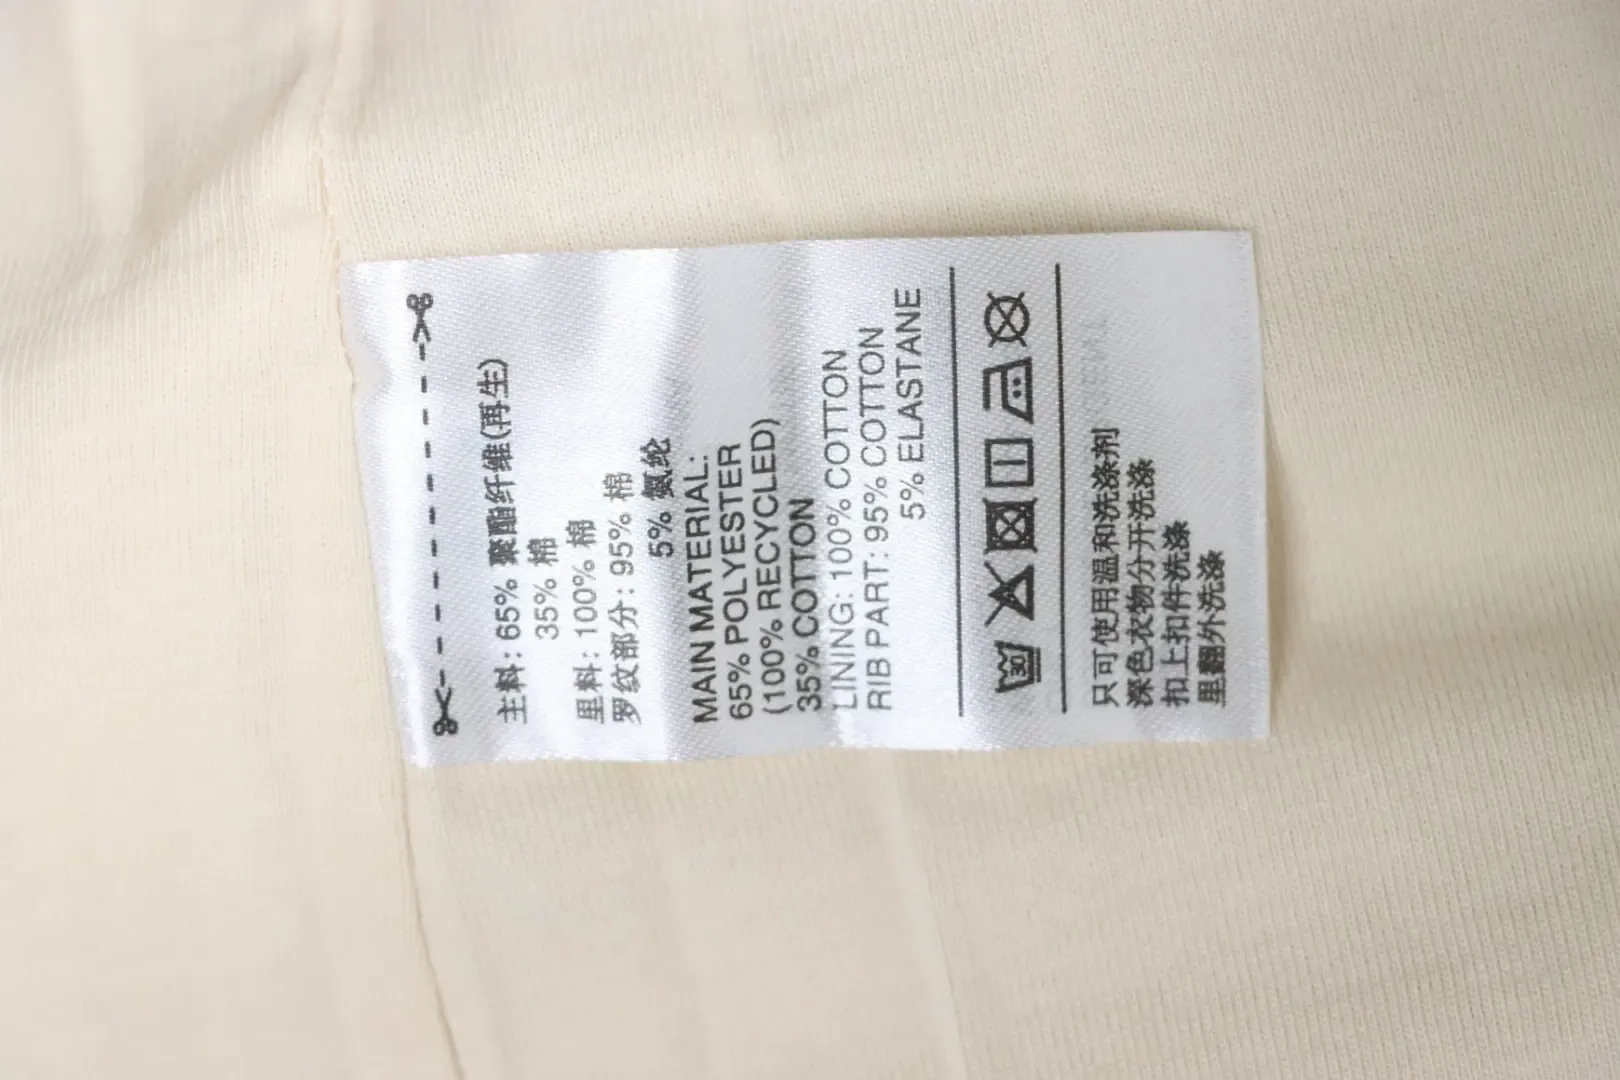 主料: 65% 聚酯纤维(再生)
35% 棉
里料: 100% 棉
罗纹部分: 95% 棉
5% 氨纶
MAIN MATERIAL:
65% POLYESTER
(100% RECYCLED)
35% COTTON
LINING: 100% COTTON
RIB PART: 95% COTTON
5% ELASTANE
30
只可使用温和洗涤剂
深色衣物分开洗涤
扣上扣件洗涤
里翻外洗涤